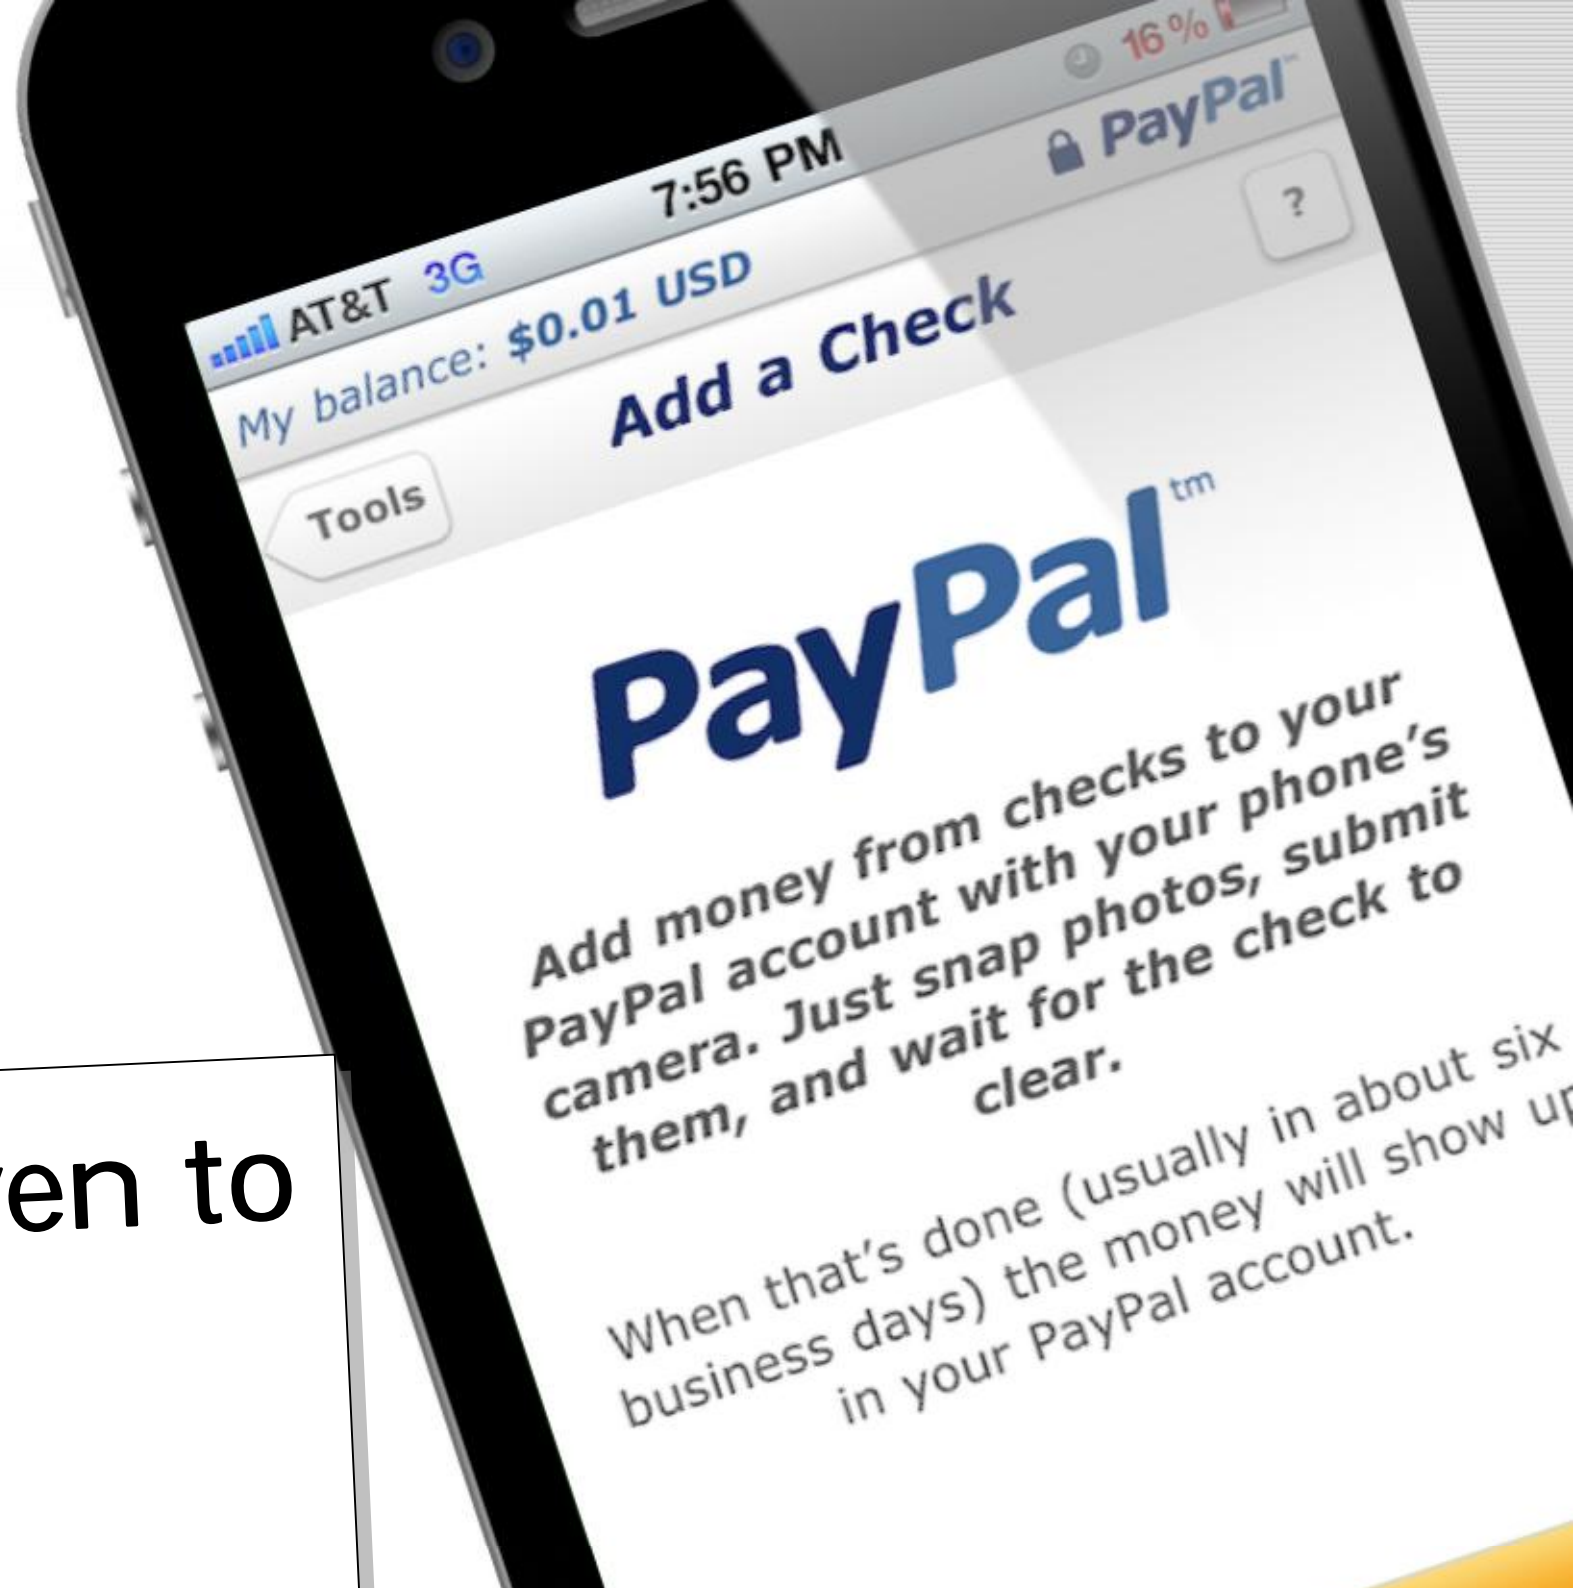 AT&T 3G 7:56 PM 16%
My balance: $0.01 USD PayPal
Tools Add a Check ?
PayPal tm
Add money from checks to your
PayPal account with your phone's
camera. Just snap photos, submit
them, and wait for the check to
clear.
When that's done (usually in about six
business days) the money will show up
in your PayPal account.
to